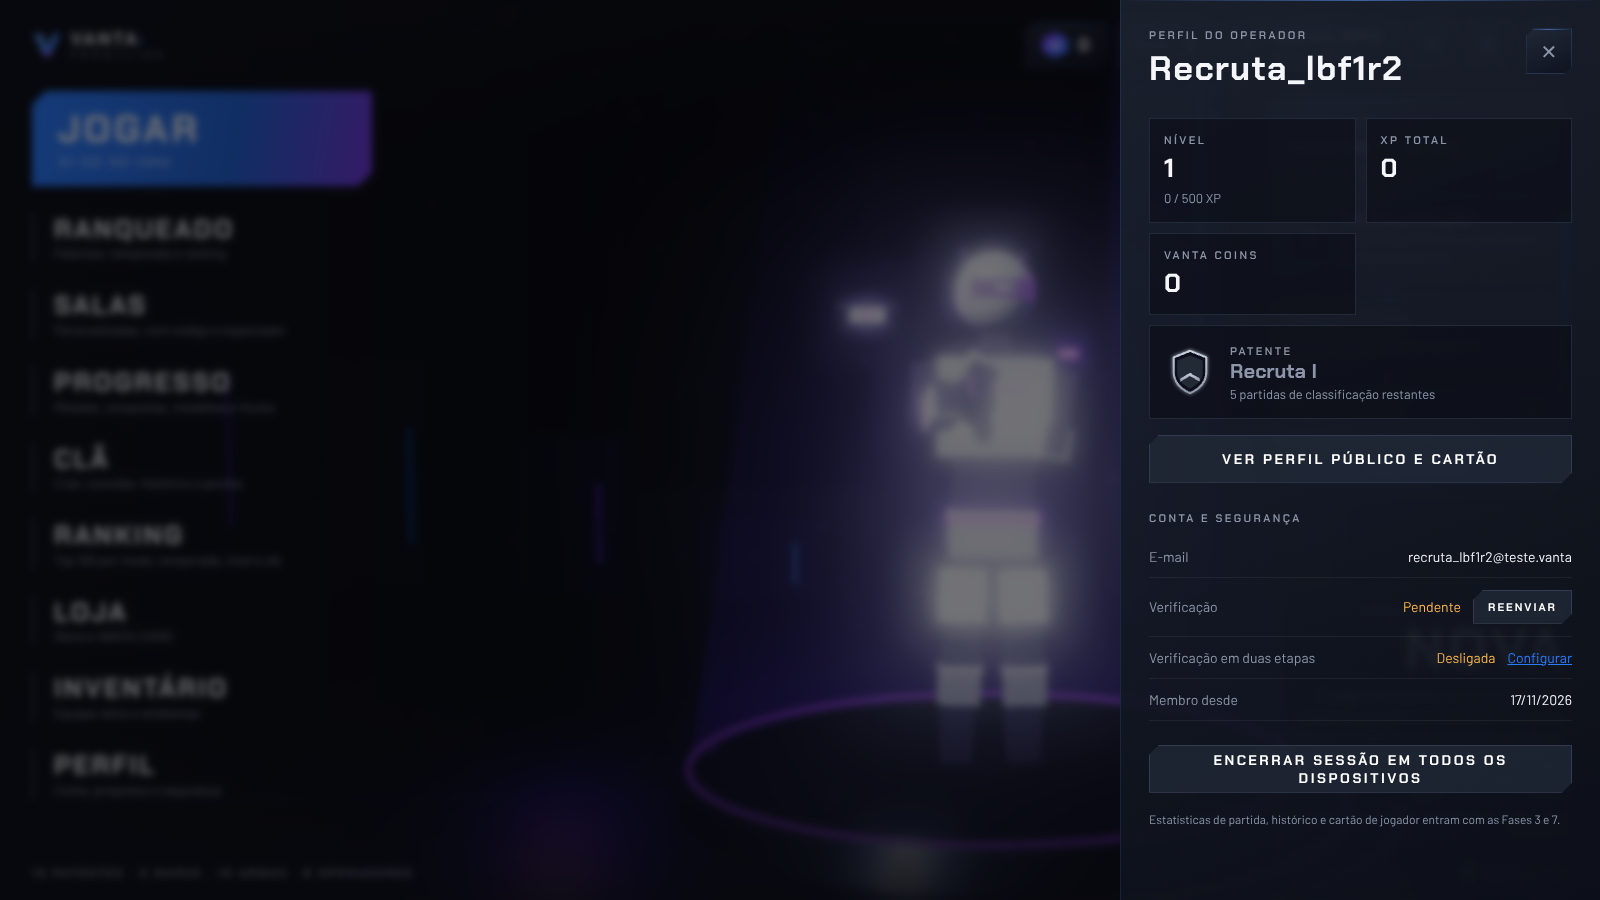 VANTA
PERFIL DO OPERADOR
Recruta_lbf1r2
✕
NÍVEL
1
0 / 500 XP
XP TOTAL
0
VANTA COINS
0
PATENTE
Recruta I
5 partidas de classificação restantes
VER PERFIL PÚBLICO E CARTÃO
CONTA E SEGURANÇA
E-mail
recruta_lbf1r2@teste.vanta
Verificação
Pendente
REENVIAR
Verificação em duas etapas
Desligada
Configurar
Membro desde
17/11/2026
ENCERRAR SESSÃO EM TODOS OS
DISPOSITIVOS
Estatísticas de partida, histórico e cartão de jogador entram com as Fases 3 e 7.
JOGAR
RANQUEADO
SALAS
PROGRESSO
CLÃ
RANKING
LOJA
INVENTÁRIO
PERFIL